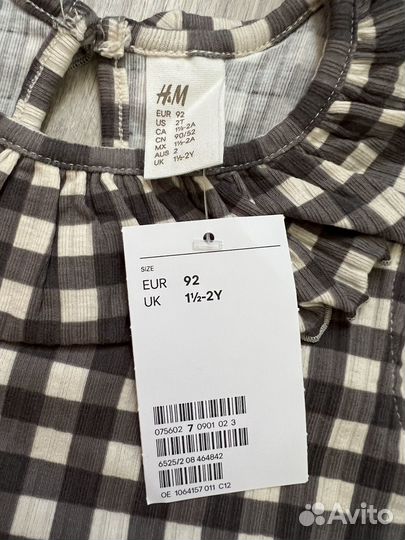 H&M
EUR 92
US 2T
CA 1½-2A
CN 90/52
MX 1½-2A
AUS 2
UK 1½-2Y
SIZE
EUR 92
UK 1½-2Y
075602 7 0901 02 3
6525/2 08 464842
OE 1064157 011 C12
Avito